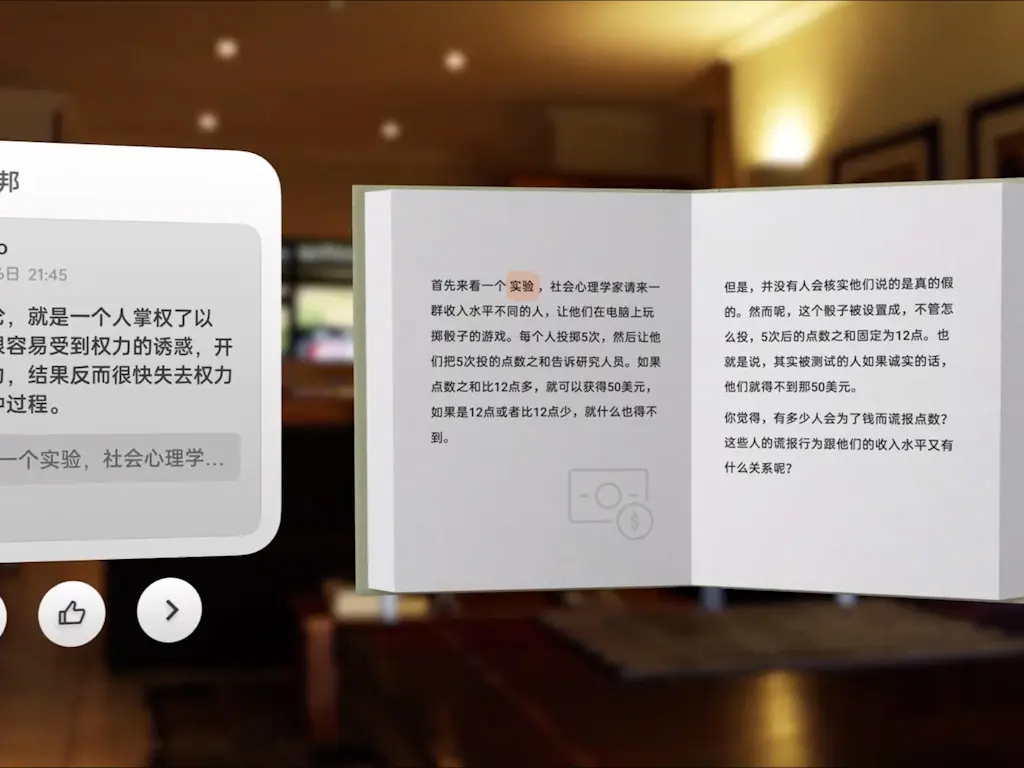 邦
o
6日 21:45
就是一个人掌权了以
很容易受到权力的诱惑，开
，结果反而很快失去权力
中过程。
一个实验，社会心理学...
首先来看一个实验，社会心理学家请来一
群收入水平不同的人，让他们在电脑上玩
掷骰子的游戏。每个人投掷5次，然后让他
们把5次投的点数之和告诉研究人员。如果
点数之和比12点多，就可以获得50美元，
如果是12点或者比12点少，就什么也得不
到。
$
但是，并没有人会核实他们说的是真的假
的。然而呢，这个骰子被设置成，不管怎
么投，5次后的点数之和固定为12点。也
就是说，其实被测试的人如果诚实的话，
他们就得不到那50美元。
你觉得，有多少人会为了钱而谎报点数？
这些人的谎报行为跟他们的收入水平又有
什么关系呢？